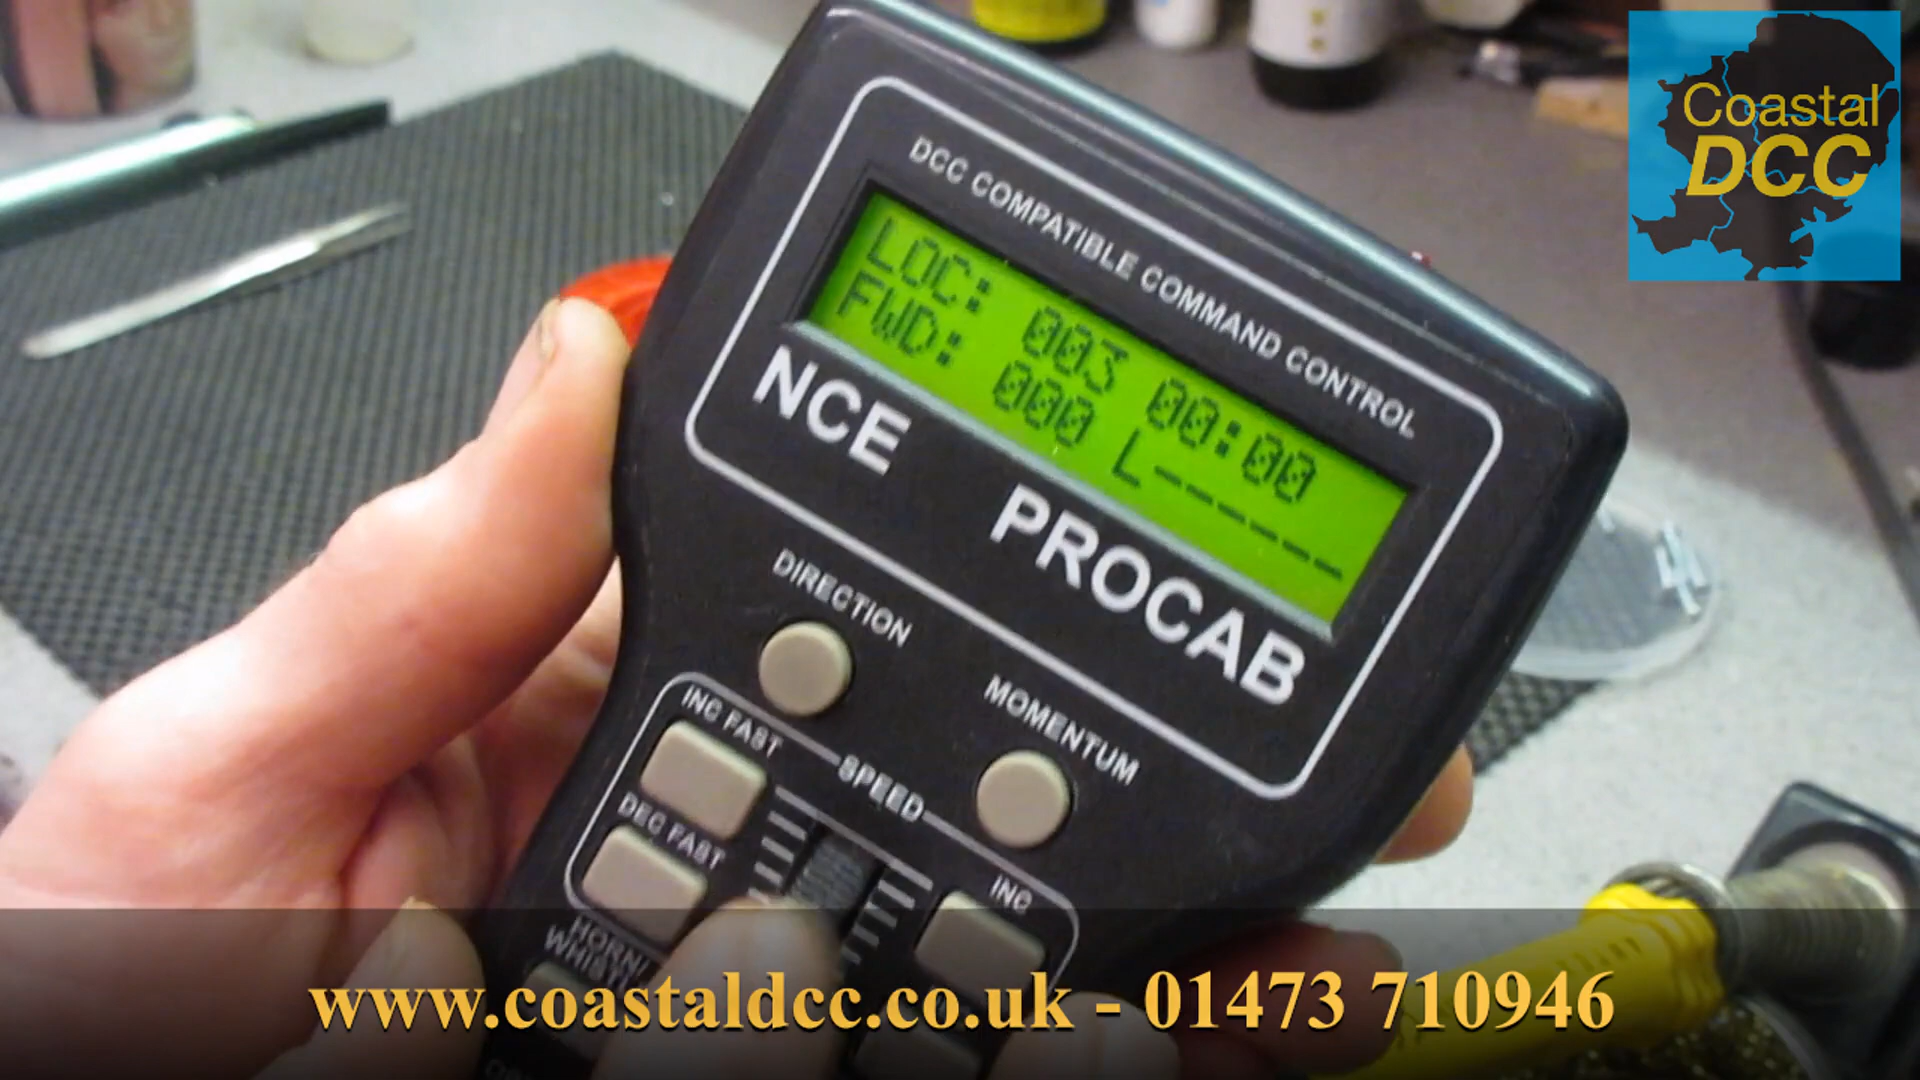 Coastal
DCC
DCC COMPATIBLE COMMAND CONTROL
LOC: 003 00:00
FWD: 000 L-----
NCE PROCAB
DIRECTION
MOMENTUM
INC FAST
SPEED
DEC FAST
INC
HORN/
www.coastaldcc.co.uk - 01473 710946